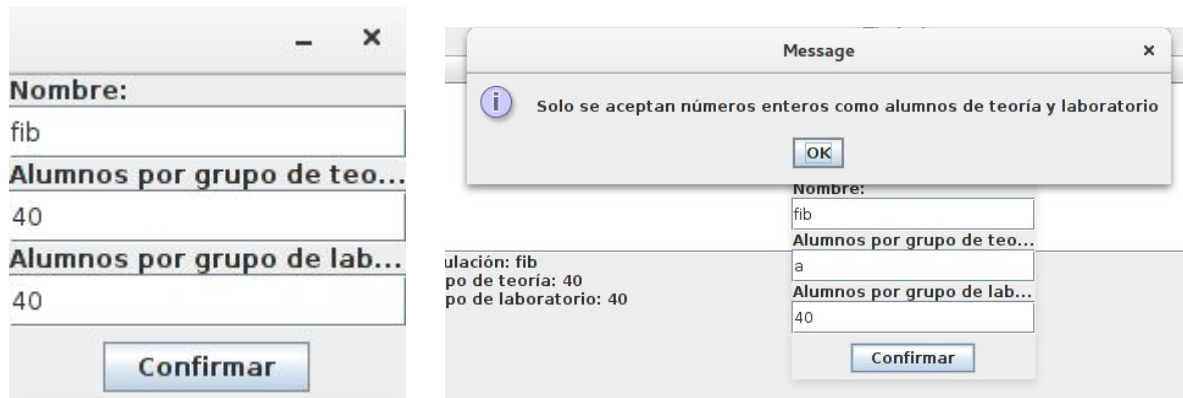 Nombre:
fib
Alumnos por grupo de teo...
40
Alumnos por grupo de lab...
40
Confirmar
Message
Solo se aceptan números enteros como alumnos de teoría y laboratorio
OK
Nombre:
fib
Alumnos por grupo de teo...
a
Alumnos por grupo de lab...
40
Confirmar
ulación: fib
po de teoría: 40
po de laboratorio: 40